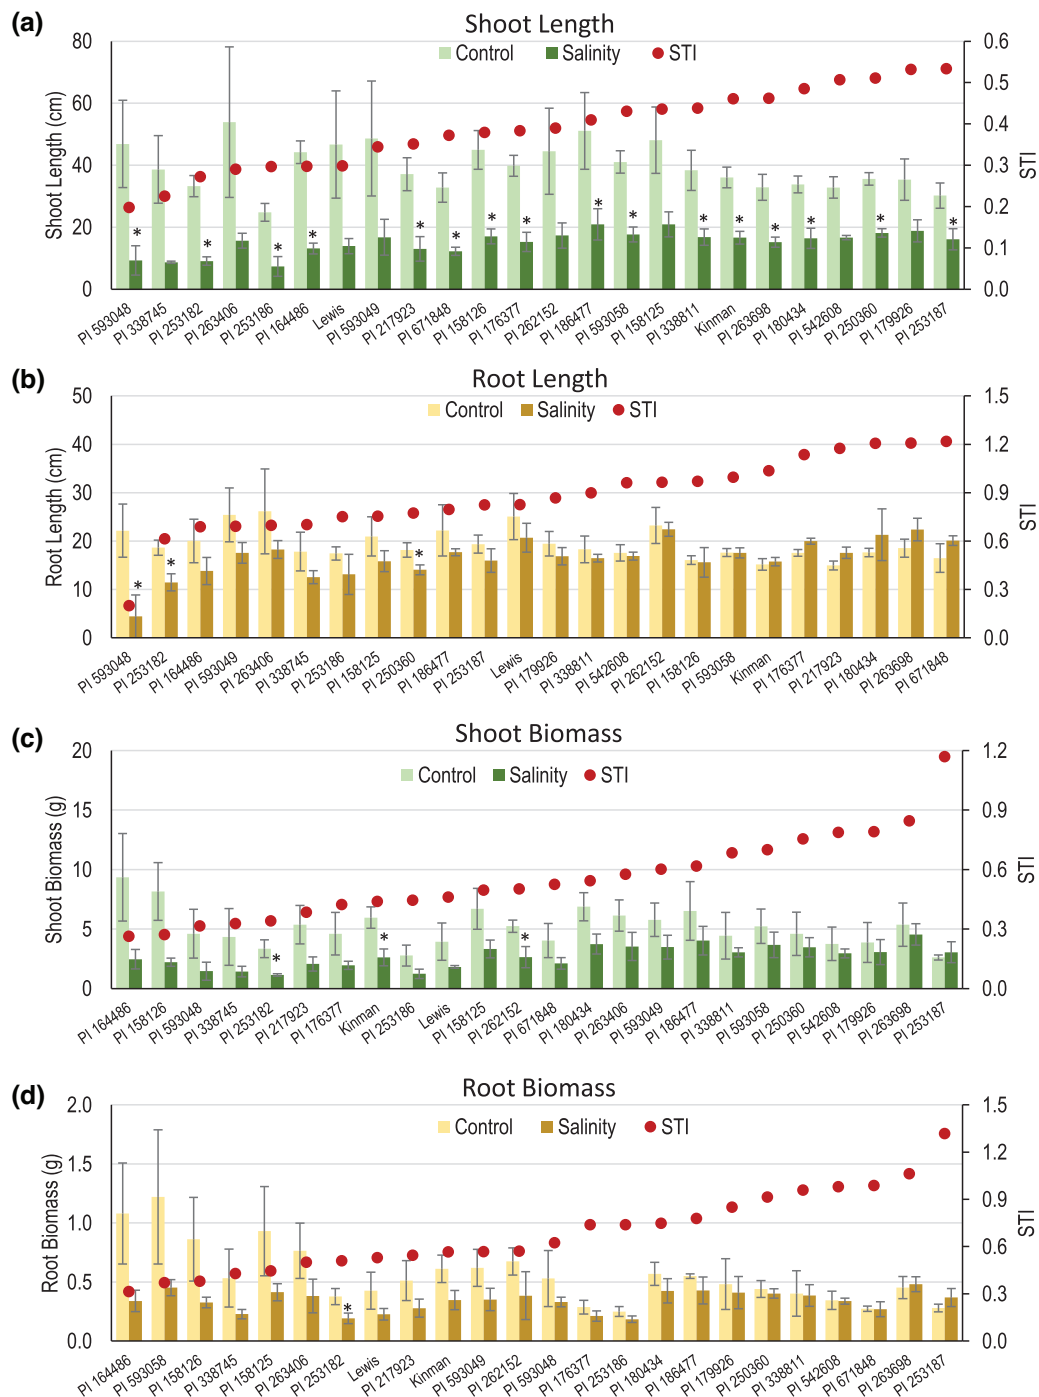 (a) Shoot Length
Control Salinity STI
Shoot Length (cm)
80
60
40
20
0
STI
0.6
0.5
0.4
0.3
0.2
0.1
0.0
* * * * * * * * * * * * * * * *
PI 593048 PI 338745 PI 253182 PI 263406 PI 253186 PI 164486 Lewis PI 593049 PI 217923 PI 671848 PI 158126 PI 176377 PI 262152 PI 186477 PI 593058 PI 158125 PI 338811 Kinman PI 263698 PI 180434 PI 542608 PI 250360 PI 179926 PI 253187
(b) Root Length
Control Salinity STI
Root Length (cm)
50
40
30
20
10
0
STI
1.5
1.2
0.9
0.6
0.3
0.0
* * *
PI 593048 PI 253182 PI 164486 PI 593049 PI 263406 PI 338745 PI 253186 PI 158125 PI 250360 PI 186477 PI 253187 Lewis PI 179926 PI 338811 PI 542608 PI 262152 PI 158126 PI 593058 Kinman PI 176377 PI 217923 PI 180434 PI 263698 PI 671848
(c) Shoot Biomass
Control Salinity STI
Shoot Biomass (g)
20
15
10
5
0
STI
1.2
0.9
0.6
0.3
0.0
* * *
PI 164486 PI 158126 PI 593048 PI 338745 PI 253182 PI 217923 PI 176377 Kinman PI 253186 Lewis PI 158125 PI 262152 PI 671848 PI 180434 PI 263406 PI 593049 PI 186477 PI 338811 PI 593058 PI 250360 PI 542608 PI 179926 PI 263698 PI 253187
(d) Root Biomass
Control Salinity STI
Root Biomass (g)
2.0
1.5
1.0
0.5
0.0
STI
1.5
1.2
0.9
0.6
0.3
0.0
*
PI 164486 PI 593058 PI 158126 PI 338745 PI 158125 PI 263406 PI 253182 Lewis PI 217923 Kinman PI 593049 PI 262152 PI 593048 PI 176377 PI 253186 PI 180434 PI 186477 PI 179926 PI 250360 PI 338811 PI 542608 PI 671848 PI 263698 PI 253187